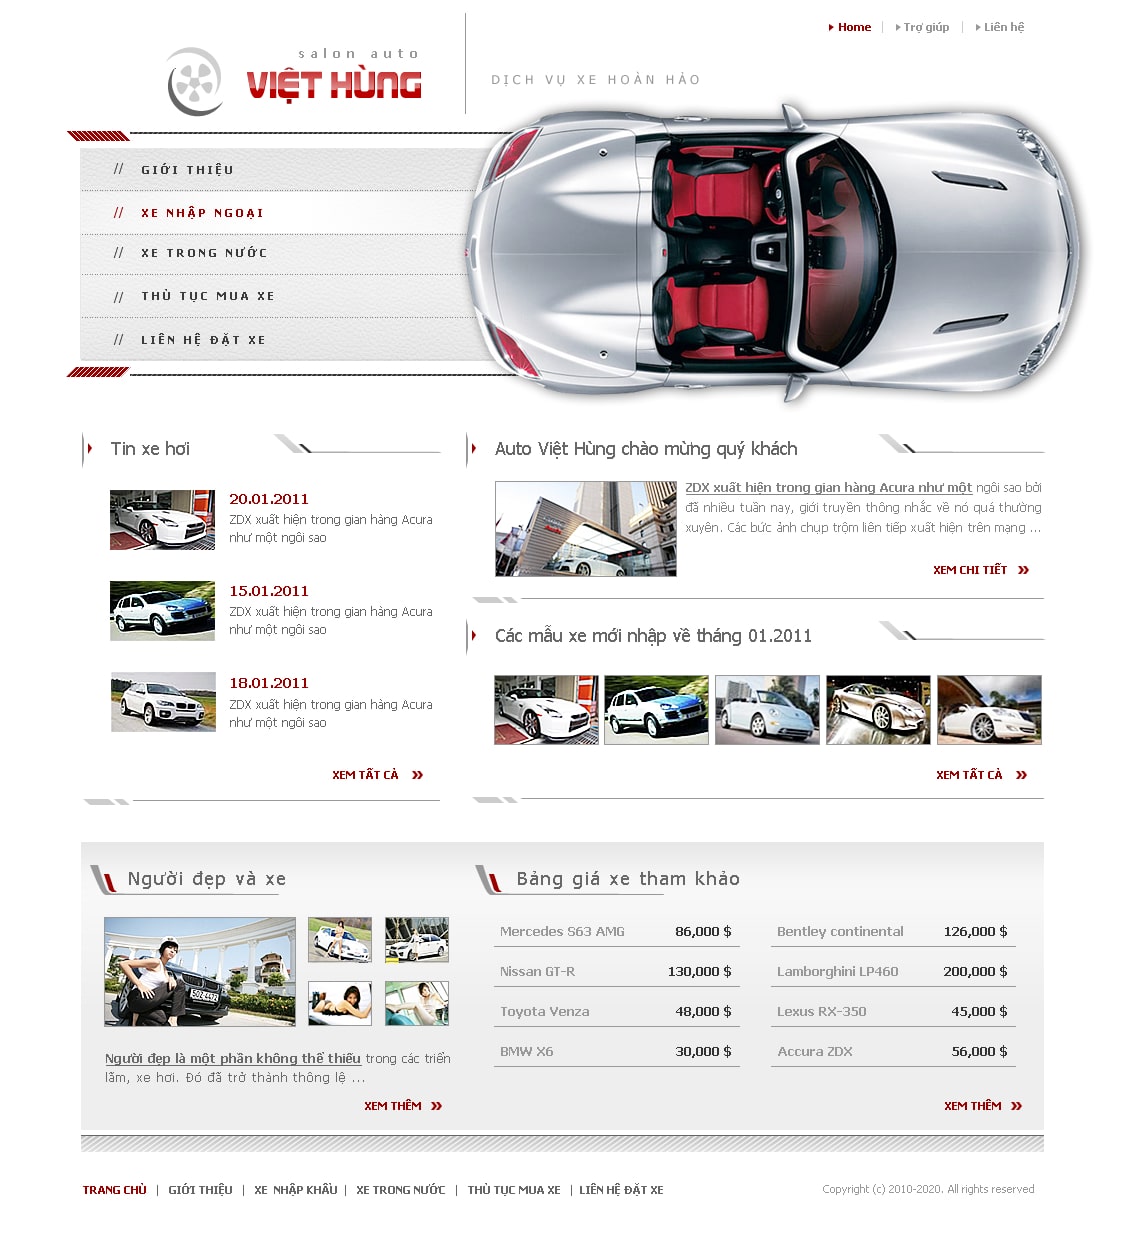 Home
Trợ giúp
Liên hệ
salon auto
VIỆT HÙNG
DỊCH VỤ XE HOÀN HẢO
// GIỚI THIỆU
// XE NHẬP NGOẠI
// XE TRONG NƯỚC
// THỦ TỤC MUA XE
// LIÊN HỆ ĐẶT XE
Tin xe hơi
20.01.2011
ZDX xuất hiện trong gian hàng Acura
như một ngôi sao
15.01.2011
ZDX xuất hiện trong gian hàng Acura
như một ngôi sao
18.01.2011
ZDX xuất hiện trong gian hàng Acura
như một ngôi sao
XEM TẤT CẢ »
Auto Việt Hùng chào mừng quý khách
ZDX xuất hiện trong gian hàng Acura như một ngôi sao bởi
đã nhiều tuần nay, giới truyền thông nhắc về nó quá thường
xuyên. Các bức ảnh chụp trộm liên tiếp xuất hiện trên mạng ...
XEM CHI TIẾT »
Các mẫu xe mới nhập về tháng 01.2011
XEM TẤT CẢ »
Người đẹp và xe
Người đẹp là một phần không thể thiếu trong các triển
lãm, xe hơi. Đó đã trở thành thông lệ ...
XEM THÊM »
Bảng giá xe tham khảo
Mercedes S63 AMG 86,000 $
Nissan GT-R 130,000 $
Toyota Venza 48,000 $
BMW X6 30,000 $
Bentley continental 126,000 $
Lamborghini LP460 200,000 $
Lexus RX-350 45,000 $
Accura ZDX 56,000 $
XEM THÊM »
TRANG CHỦ | GIỚI THIỆU | XE NHẬP KHẨU | XE TRONG NƯỚC | THỦ TỤC MUA XE | LIÊN HỆ ĐẶT XE
Copyright (c) 2010-2020. All rights reserved